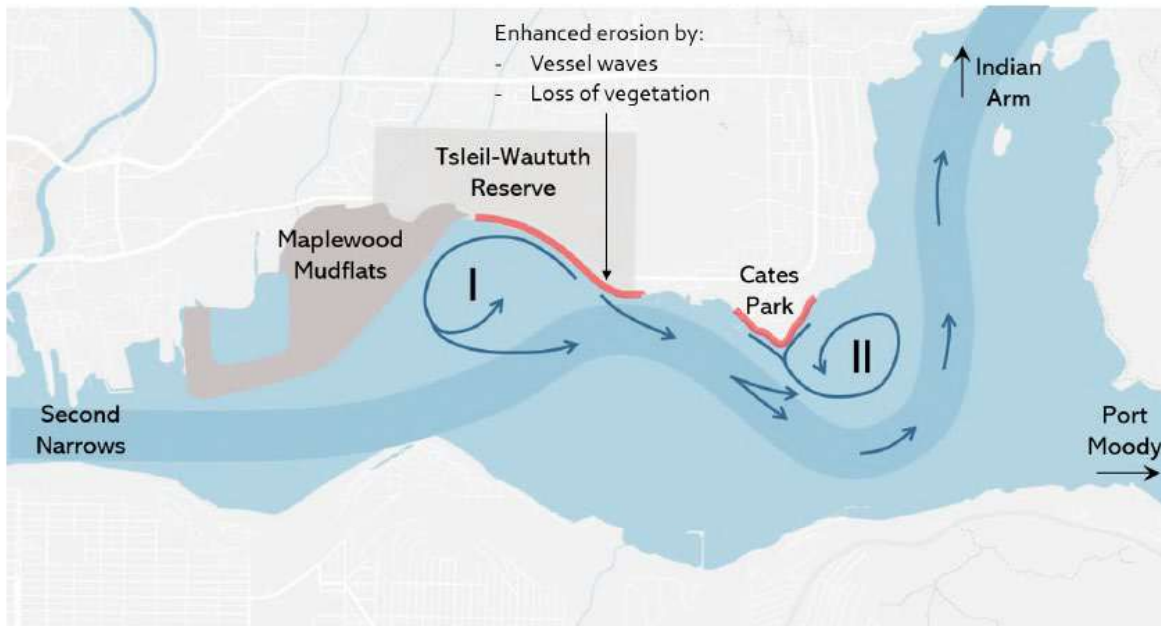 Enhanced erosion by:
- Vessel waves
- Loss of vegetation
Indian
Arm
Tsleil-Waututh
Reserve
Maplewood
Mudflats
I
Cates
Park
II
Second
Narrows
Port
Moody